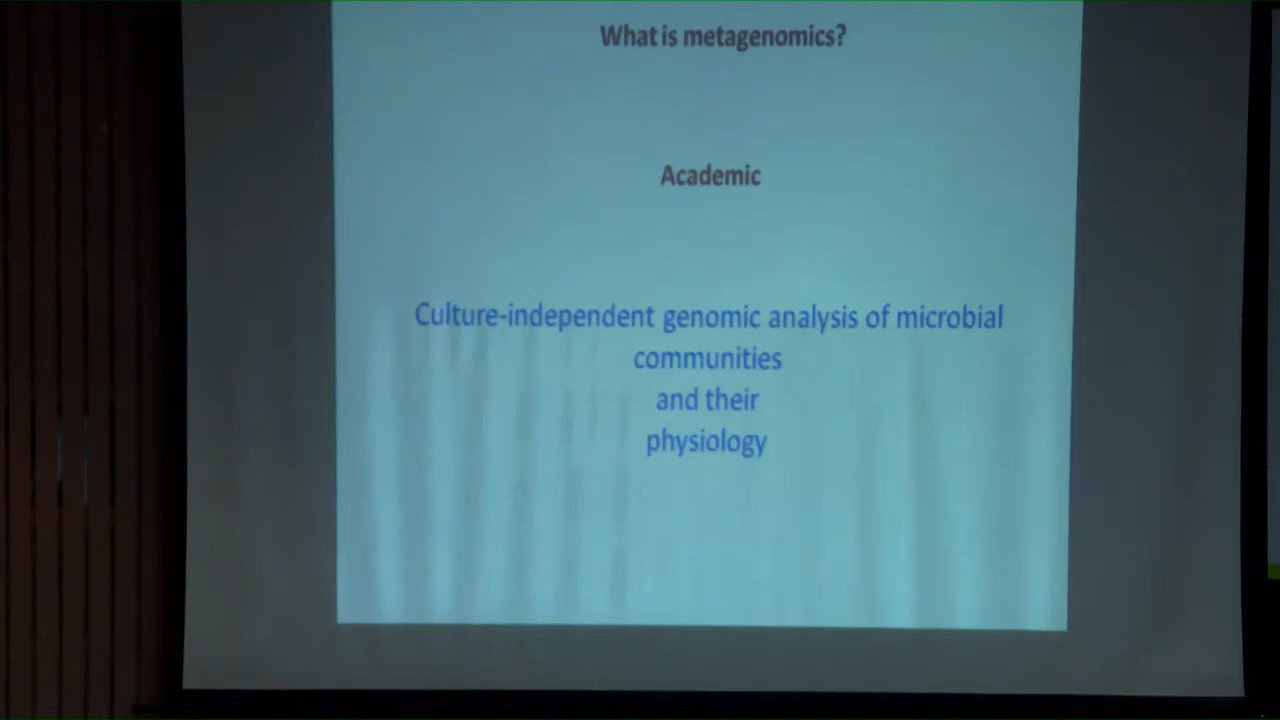 What is metagenomics?
Academic
Culture-independent genomic analysis of microbial
communities
and their
physiology